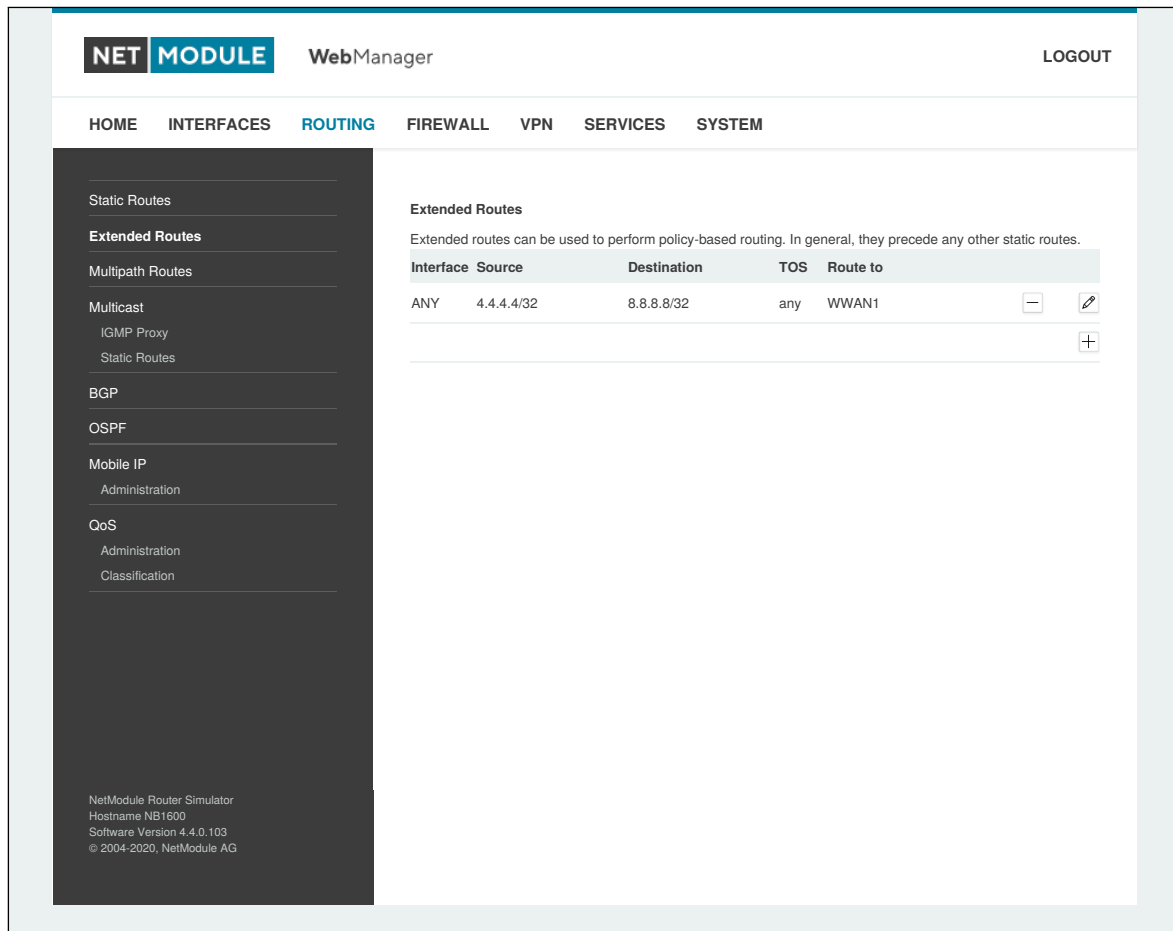 NET MODULE WebManager LOGOUT
HOME INTERFACES ROUTING FIREWALL VPN SERVICES SYSTEM
Static Routes
Extended Routes
Multipath Routes
Multicast
IGMP Proxy
Static Routes
BGP
OSPF
Mobile IP
Administration
QoS
Administration
Classification
NetModule Router Simulator
Hostname NB1600
Software Version 4.4.0.103
© 2004-2020, NetModule AG
Extended Routes
Extended routes can be used to perform policy-based routing. In general, they precede any other static routes.
Interface Source Destination TOS Route to
ANY 4.4.4.4/32 8.8.8.8/32 any WWAN1